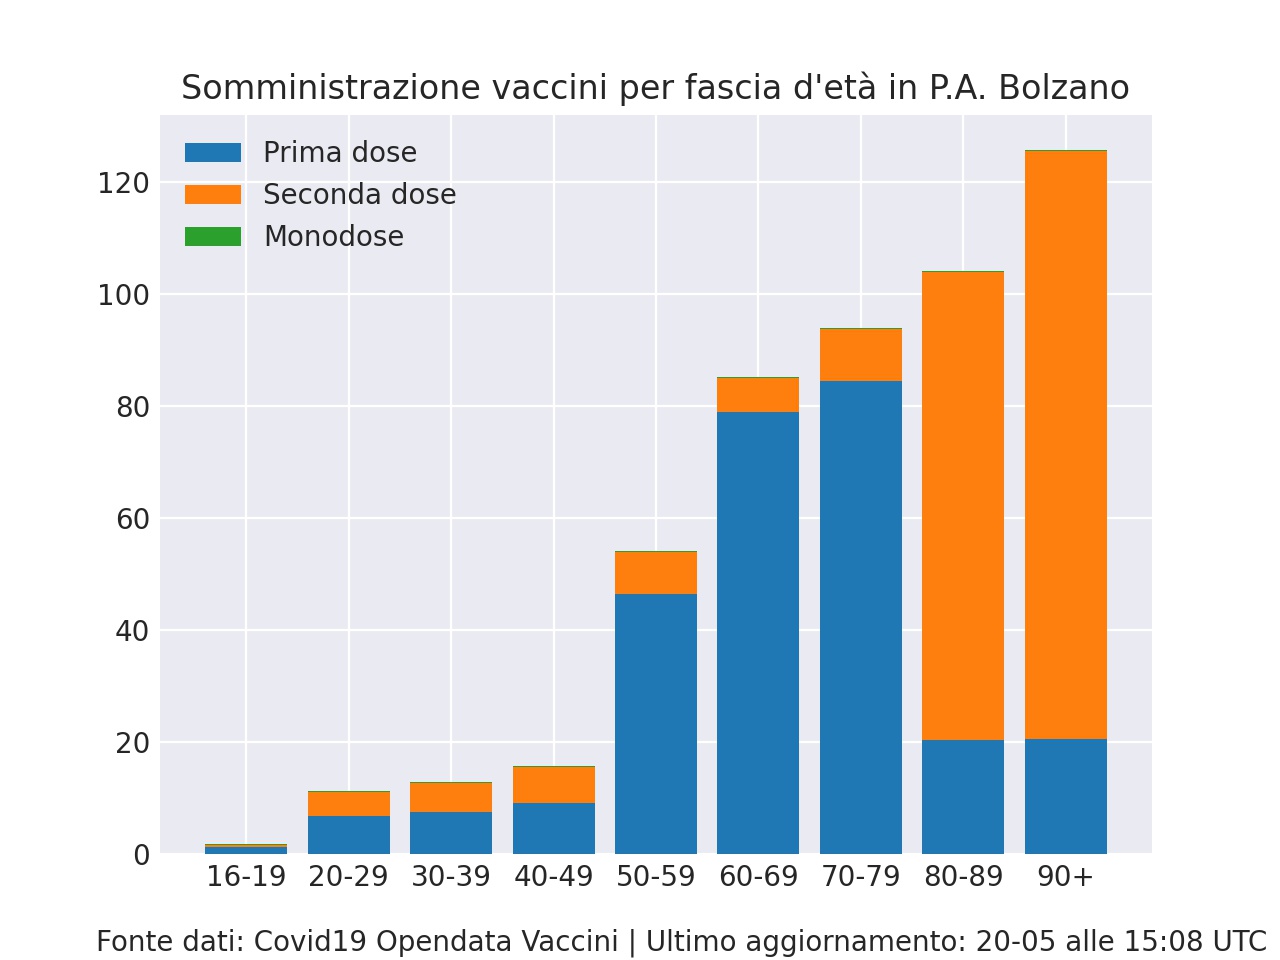 Somministrazione vaccini per fascia d'età in P.A. Bolzano
Prima dose
Seconda dose
Monodose
120
100
80
60
40
20
0
16-19 20-29 30-39 40-49 50-59 60-69 70-79 80-89 90+
Fonte dati: Covid19 Opendata Vaccini | Ultimo aggiornamento: 20-05 alle 15:08 UTC